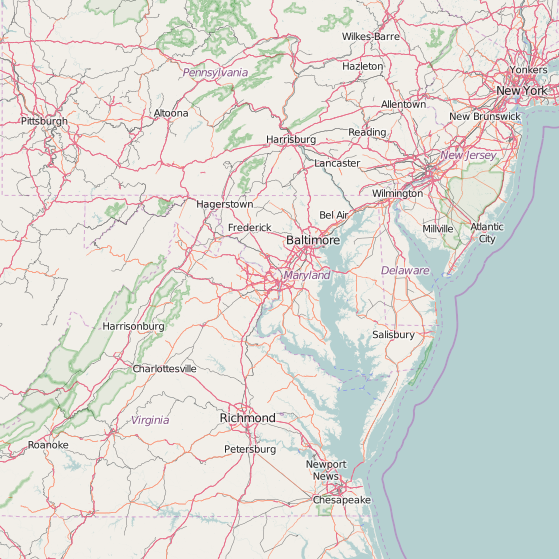 Wilkes-Barre
Yonkers
Hazleton
Pennsylvania
New York
Allentown
Altoona
New Brunswick
Pittsburgh
Reading
Harrisburg
New Jersey
Lancaster
Wilmington
Hagerstown
Bel Air
Frederick
Millville
Atlantic
City
Baltimore
Delaware
Maryland
Harrisonburg
Salisbury
Charlottesville
Richmond
Virginia
Roanoke
Petersburg
Newport
News
Chesapeake